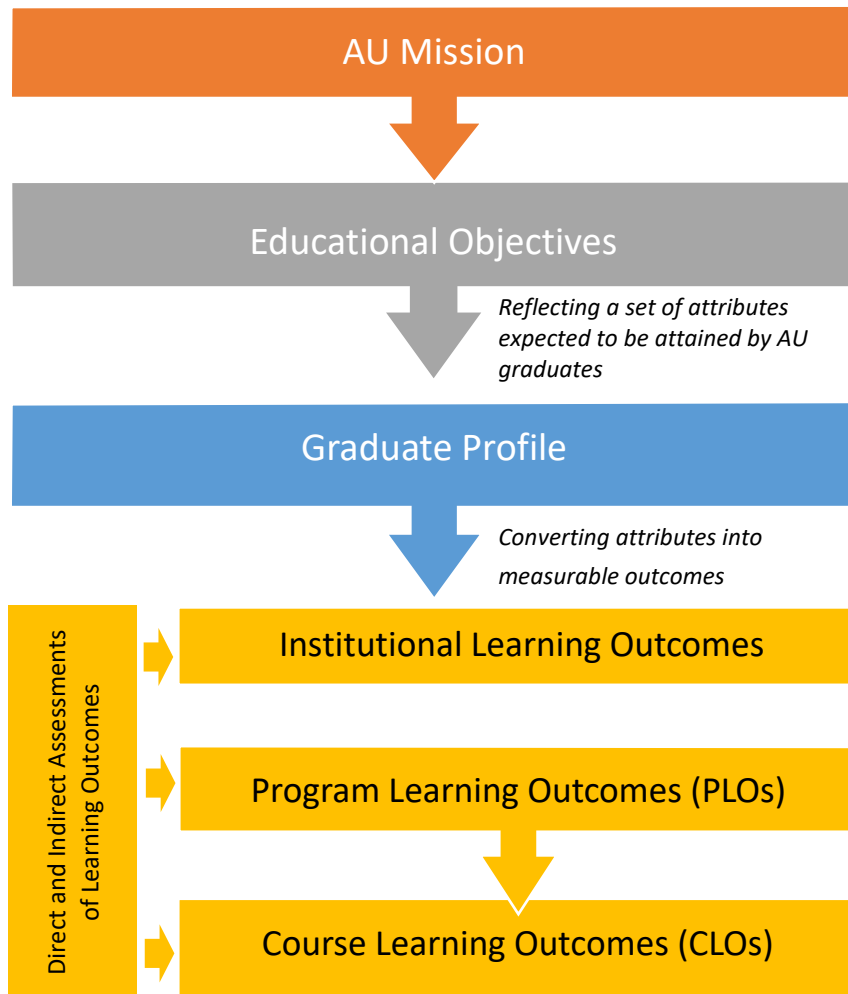 AU Mission
Educational Objectives
Reflecting a set of attributes
expected to be attained by AU
graduates
Graduate Profile
Converting attributes into
measurable outcomes
Direct and Indirect Assessments
of Learning Outcomes
Institutional Learning Outcomes
Program Learning Outcomes (PLOs)
Course Learning Outcomes (CLOs)